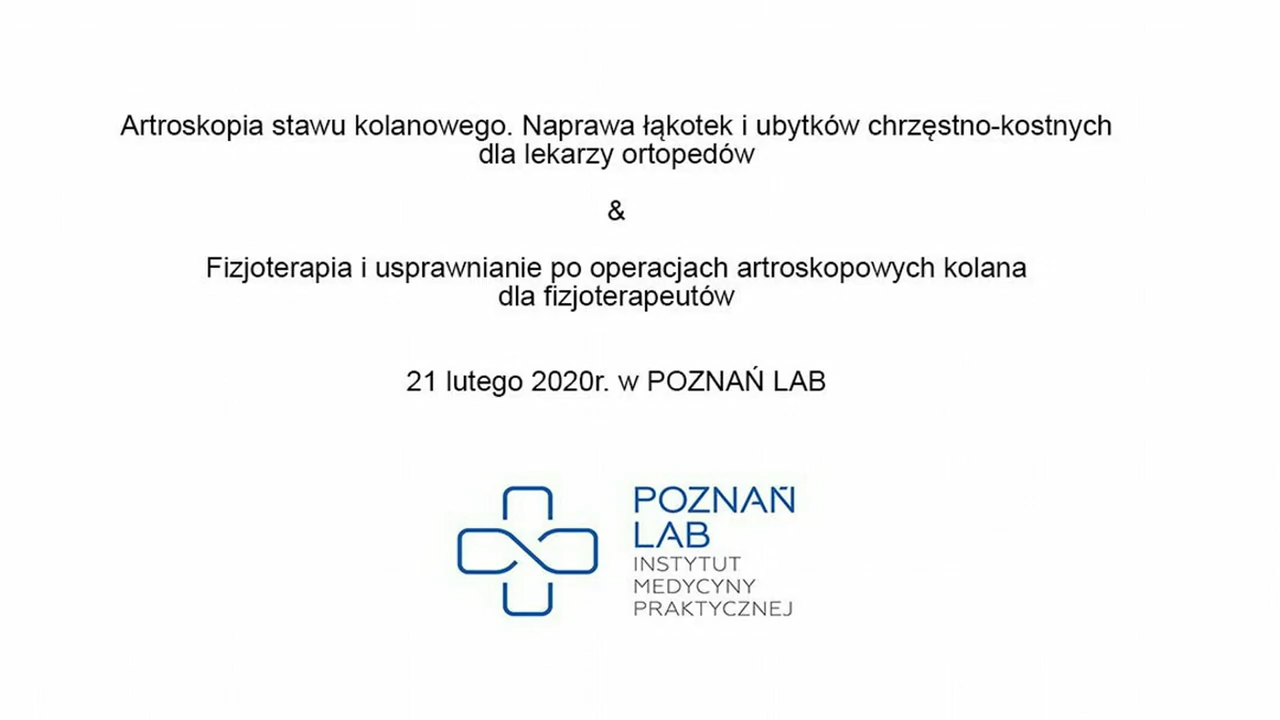 Artroskopia stawu kolanowego. Naprawa łąkotek i ubytków chrzęstno-kostnych
dla lekarzy ortopedów
&
Fizjoterapia i usprawnianie po operacjach artroskopowych kolana
dla fizjoterapeutów
21 lutego 2020r. w POZNAŃ LAB
POZNAŃ
LAB
INSTYTUT
MEDYCYNY
PRAKTYCZNEJ